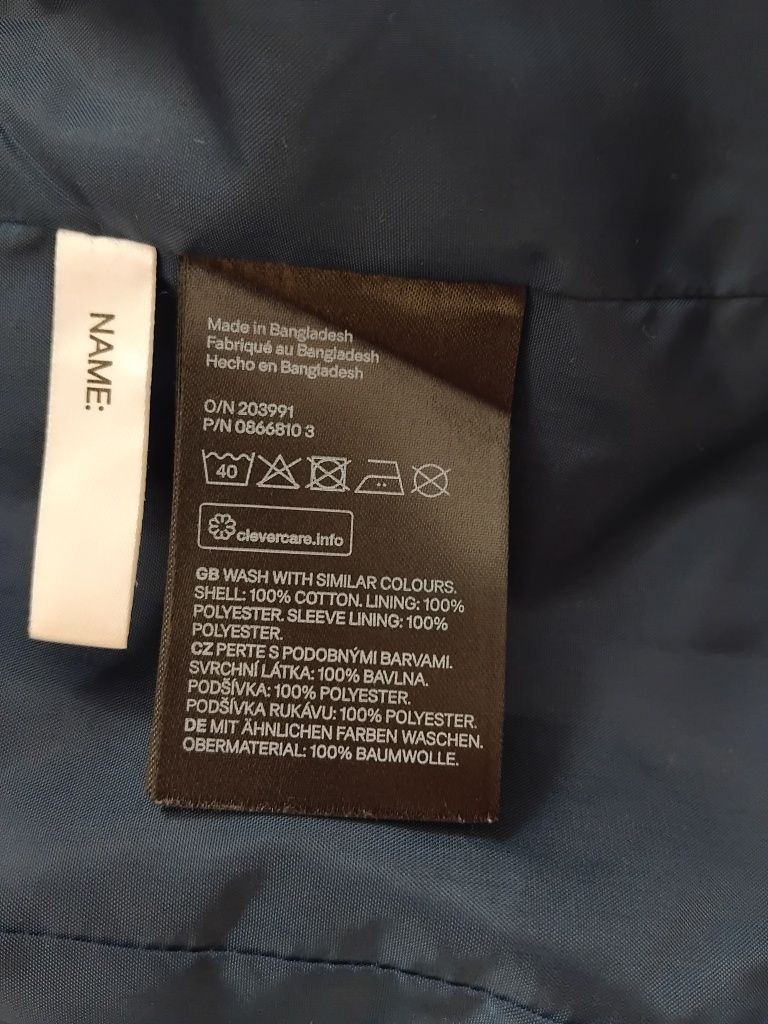 NAME:
Made in Bangladesh
Fabriqué au Bangladesh
Hecho en Bangladesh
O/N 203991
P/N 0866810 3
40
clevercare.info
GB WASH WITH SIMILAR COLOURS.
SHELL: 100% COTTON. LINING: 100%
POLYESTER. SLEEVE LINING: 100%
POLYESTER.
CZ PERTE S PODOBNÝMI BARVAMI.
SVRCHNÍ LÁTKA: 100% BAVLNA.
PODŠÍVKA: 100% POLYESTER.
PODŠÍVKA RUKÁVU: 100% POLYESTER.
DE MIT ÄHNLICHEN FARBEN WASCHEN.
OBERMATERIAL: 100% BAUMWOLLE.